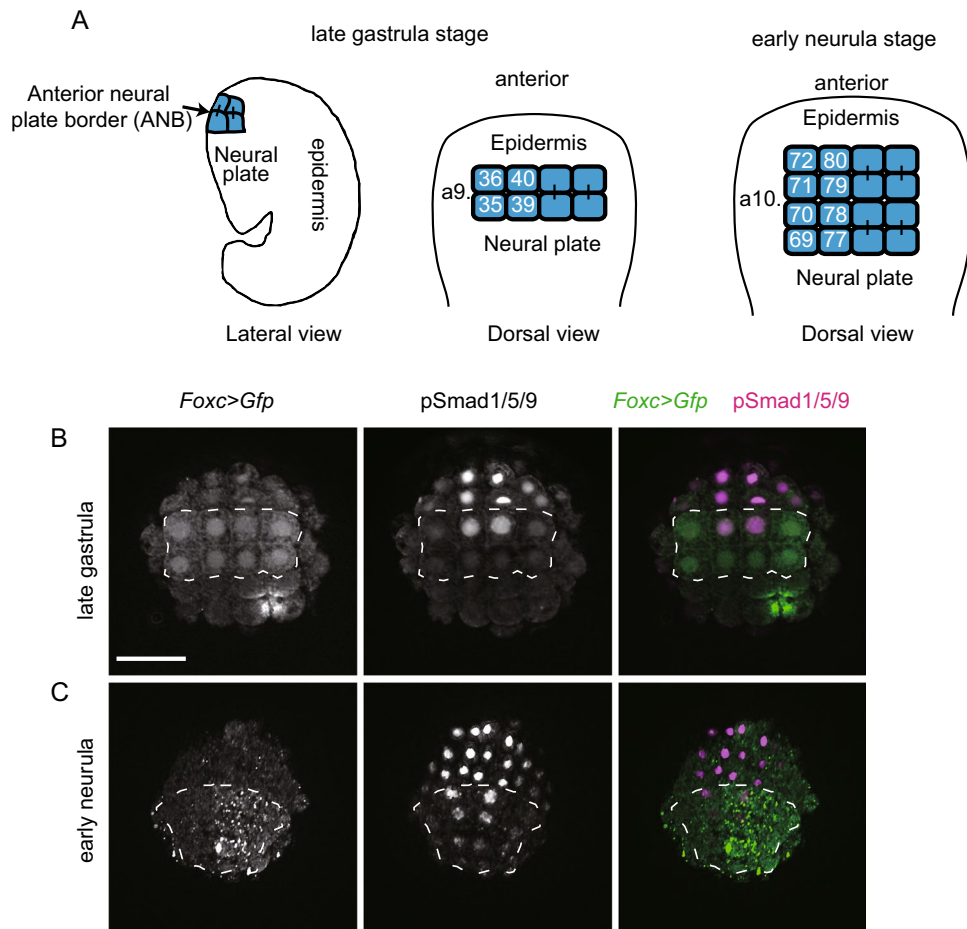 A
late gastrula stage
early neurula stage
anterior
anterior
Anterior neural
plate border (ANB)
Neural
plate
epidermis
Epidermis
a9.
36 40
35 39
Neural plate
Epidermis
a10.
72 80
71 79
70 78
69 77
Neural plate
Lateral view
Dorsal view
Dorsal view
Foxc>Gfp
pSmad1/5/9
Foxc>Gfp pSmad1/5/9
B
late gastrula
C
early neurula